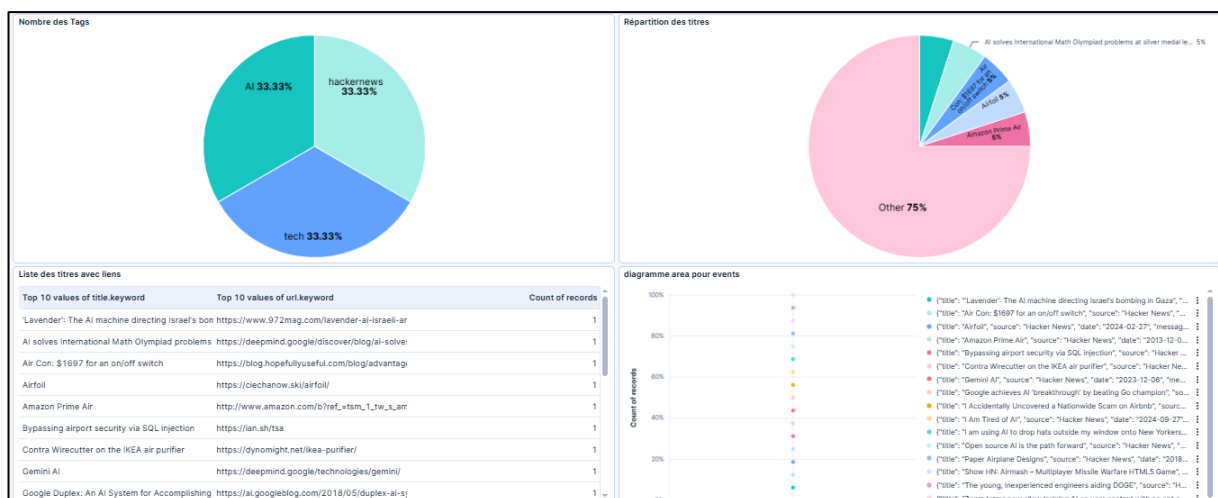 Nombre des Tags
AI 33.33%
hackernews
33.33%
tech 33.33%
Répartition des titres
AI solves International Math Olympiad problems at silver medal le... 5%
Air
Con: $1697 for an
on/off switch 5%
Airfoil 5%
Amazon Prime Air
5%
Other 75%
Liste des titres avec liens
Top 10 values of title.keyword Top 10 values of url.keyword Count of records
'Lavender': The AI machine directing Israel's bon https://www.972mag.com/lavender-ai-israeli-ar 1
AI solves International Math Olympiad problems https://deepmind.google/discover/blog/ai-solve 1
Air Con: $1697 for an on/off switch https://blog.hopefullyuseful.com/blog/advantag 1
Airfoil https://ciechanow.ski/airfoil/ 1
Amazon Prime Air http://www.amazon.com/b?ref_=tsm_1_tw_s_am 1
Bypassing airport security via SQL injection https://ian.sh/tsa 1
Contra Wirecutter on the IKEA air purifier https://dynomight.net/ikea-purifier/ 1
Gemini AI https://deepmind.google/technologies/gemini/ 1
Google Duplex: An AI System for Accomplishing https://ai.googleblog.com/2018/05/duplex-ai-sy 1
diagramme area pour events
100%
80%
60%
40%
20%
Count of records
{"title": "'Lavender': The AI machine directing Israel's bombing in Gaza", "...
{"title": "Air Con: $1697 for an on/off switch", "source": "Hacker News", "...
{"title": "Airfoil", "source": "Hacker News", "date": "2024-02-27", "messag...
{"title": "Amazon Prime Air", "source": "Hacker News", "date": "2013-12-0...
{"title": "Bypassing airport security via SQL injection", "source": "Hacker ...
{"title": "Contra Wirecutter on the IKEA air purifier", "source": "Hacker Ne...
{"title": "Gemini AI", "source": "Hacker News", "date": "2023-12-06", "me...
{"title": "Google achieves AI 'breakthrough' by beating Go champion", "so...
{"title": "I Accidentally Uncovered a Nationwide Scam on Airbnb", "sourc...
{"title": "I Am Tired of AI", "source": "Hacker News", "date": "2024-09-27"...
{"title": "I am using AI to drop hats outside my window onto New Yorkers...
{"title": "Open source AI is the path forward", "source": "Hacker News", "...
{"title": "Paper Airplane Designs", "source": "Hacker News", "date": "2018...
{"title": "Show HN: Airmash – Multiplayer Missile Warfare HTML5 Game", ...
{"title": "The young, inexperienced engineers aiding DOGE", "source": "H...